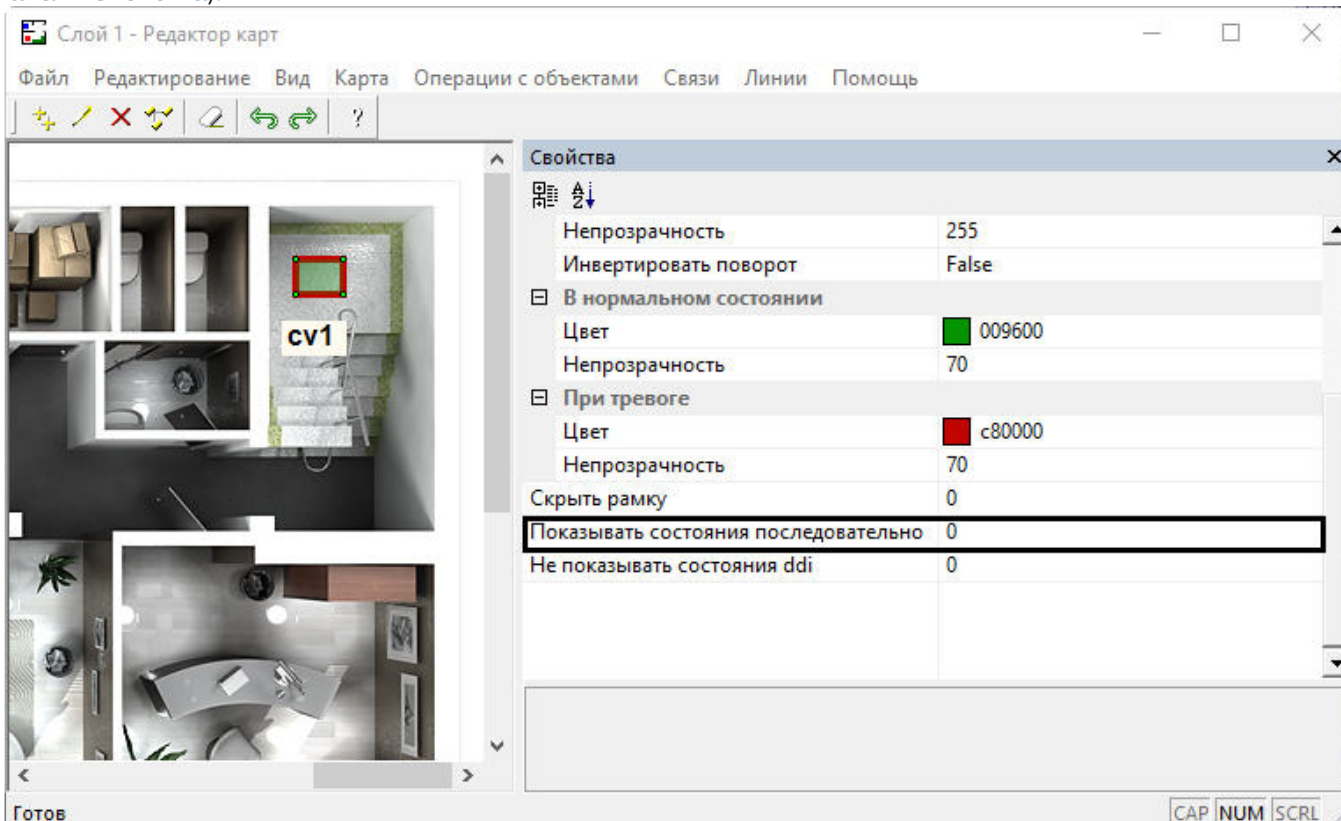 Слой 1 - Редактор карт
Файл Редактирование Вид Карта Операции с объектами Связи Линии Помощь
?
Свойства
Непрозрачность 255
Инвертировать поворот False
В нормальном состоянии
Цвет 009600
Непрозрачность 70
При тревоге
Цвет c80000
Непрозрачность 70
Скрыть рамку 0
Показывать состояния последовательно 0
Не показывать состояния ddi 0
cv1
Готов
CAP NUM SCRL